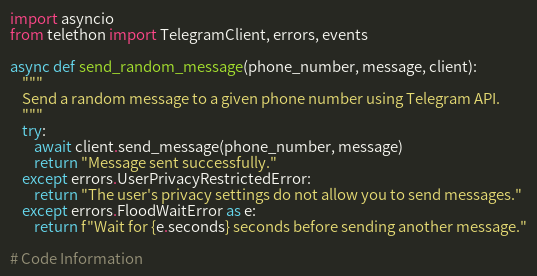 import asyncio
from telethon import TelegramClient, errors, events

async def send_random_message(phone_number, message, client):
    """
    Send a random message to a given phone number using Telegram API.
    """
    try:
        await client.send_message(phone_number, message)
        return "Message sent successfully."
    except errors.UserPrivacyRestrictedError:
        return "The user's privacy settings do not allow you to send messages."
    except errors.FloodWaitError as e:
        return f"Wait for {e.seconds} seconds before sending another message."

# Code Information